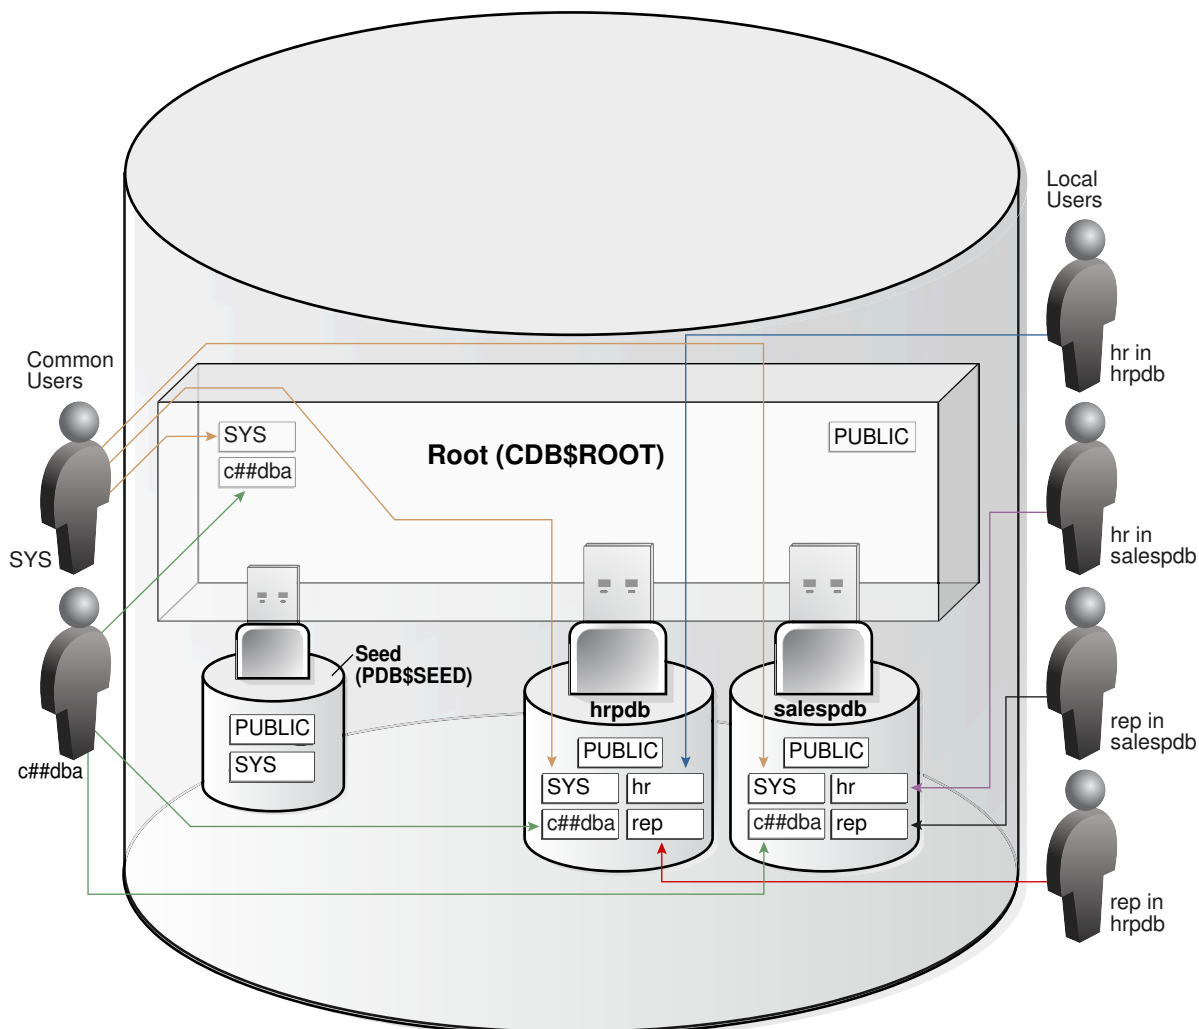 Local
Users
hr in
hrpdb
Common
Users
SYS
c##dba
Root (CDB$ROOT)
PUBLIC
SYS
hr in
salespdb
c##dba
Seed
(PDB$SEED)
PUBLIC
SYS
hrpdb
PUBLIC
SYS
hr
c##dba
rep
salespdb
PUBLIC
SYS
hr
c##dba
rep
rep in
salespdb
rep in
hrpdb